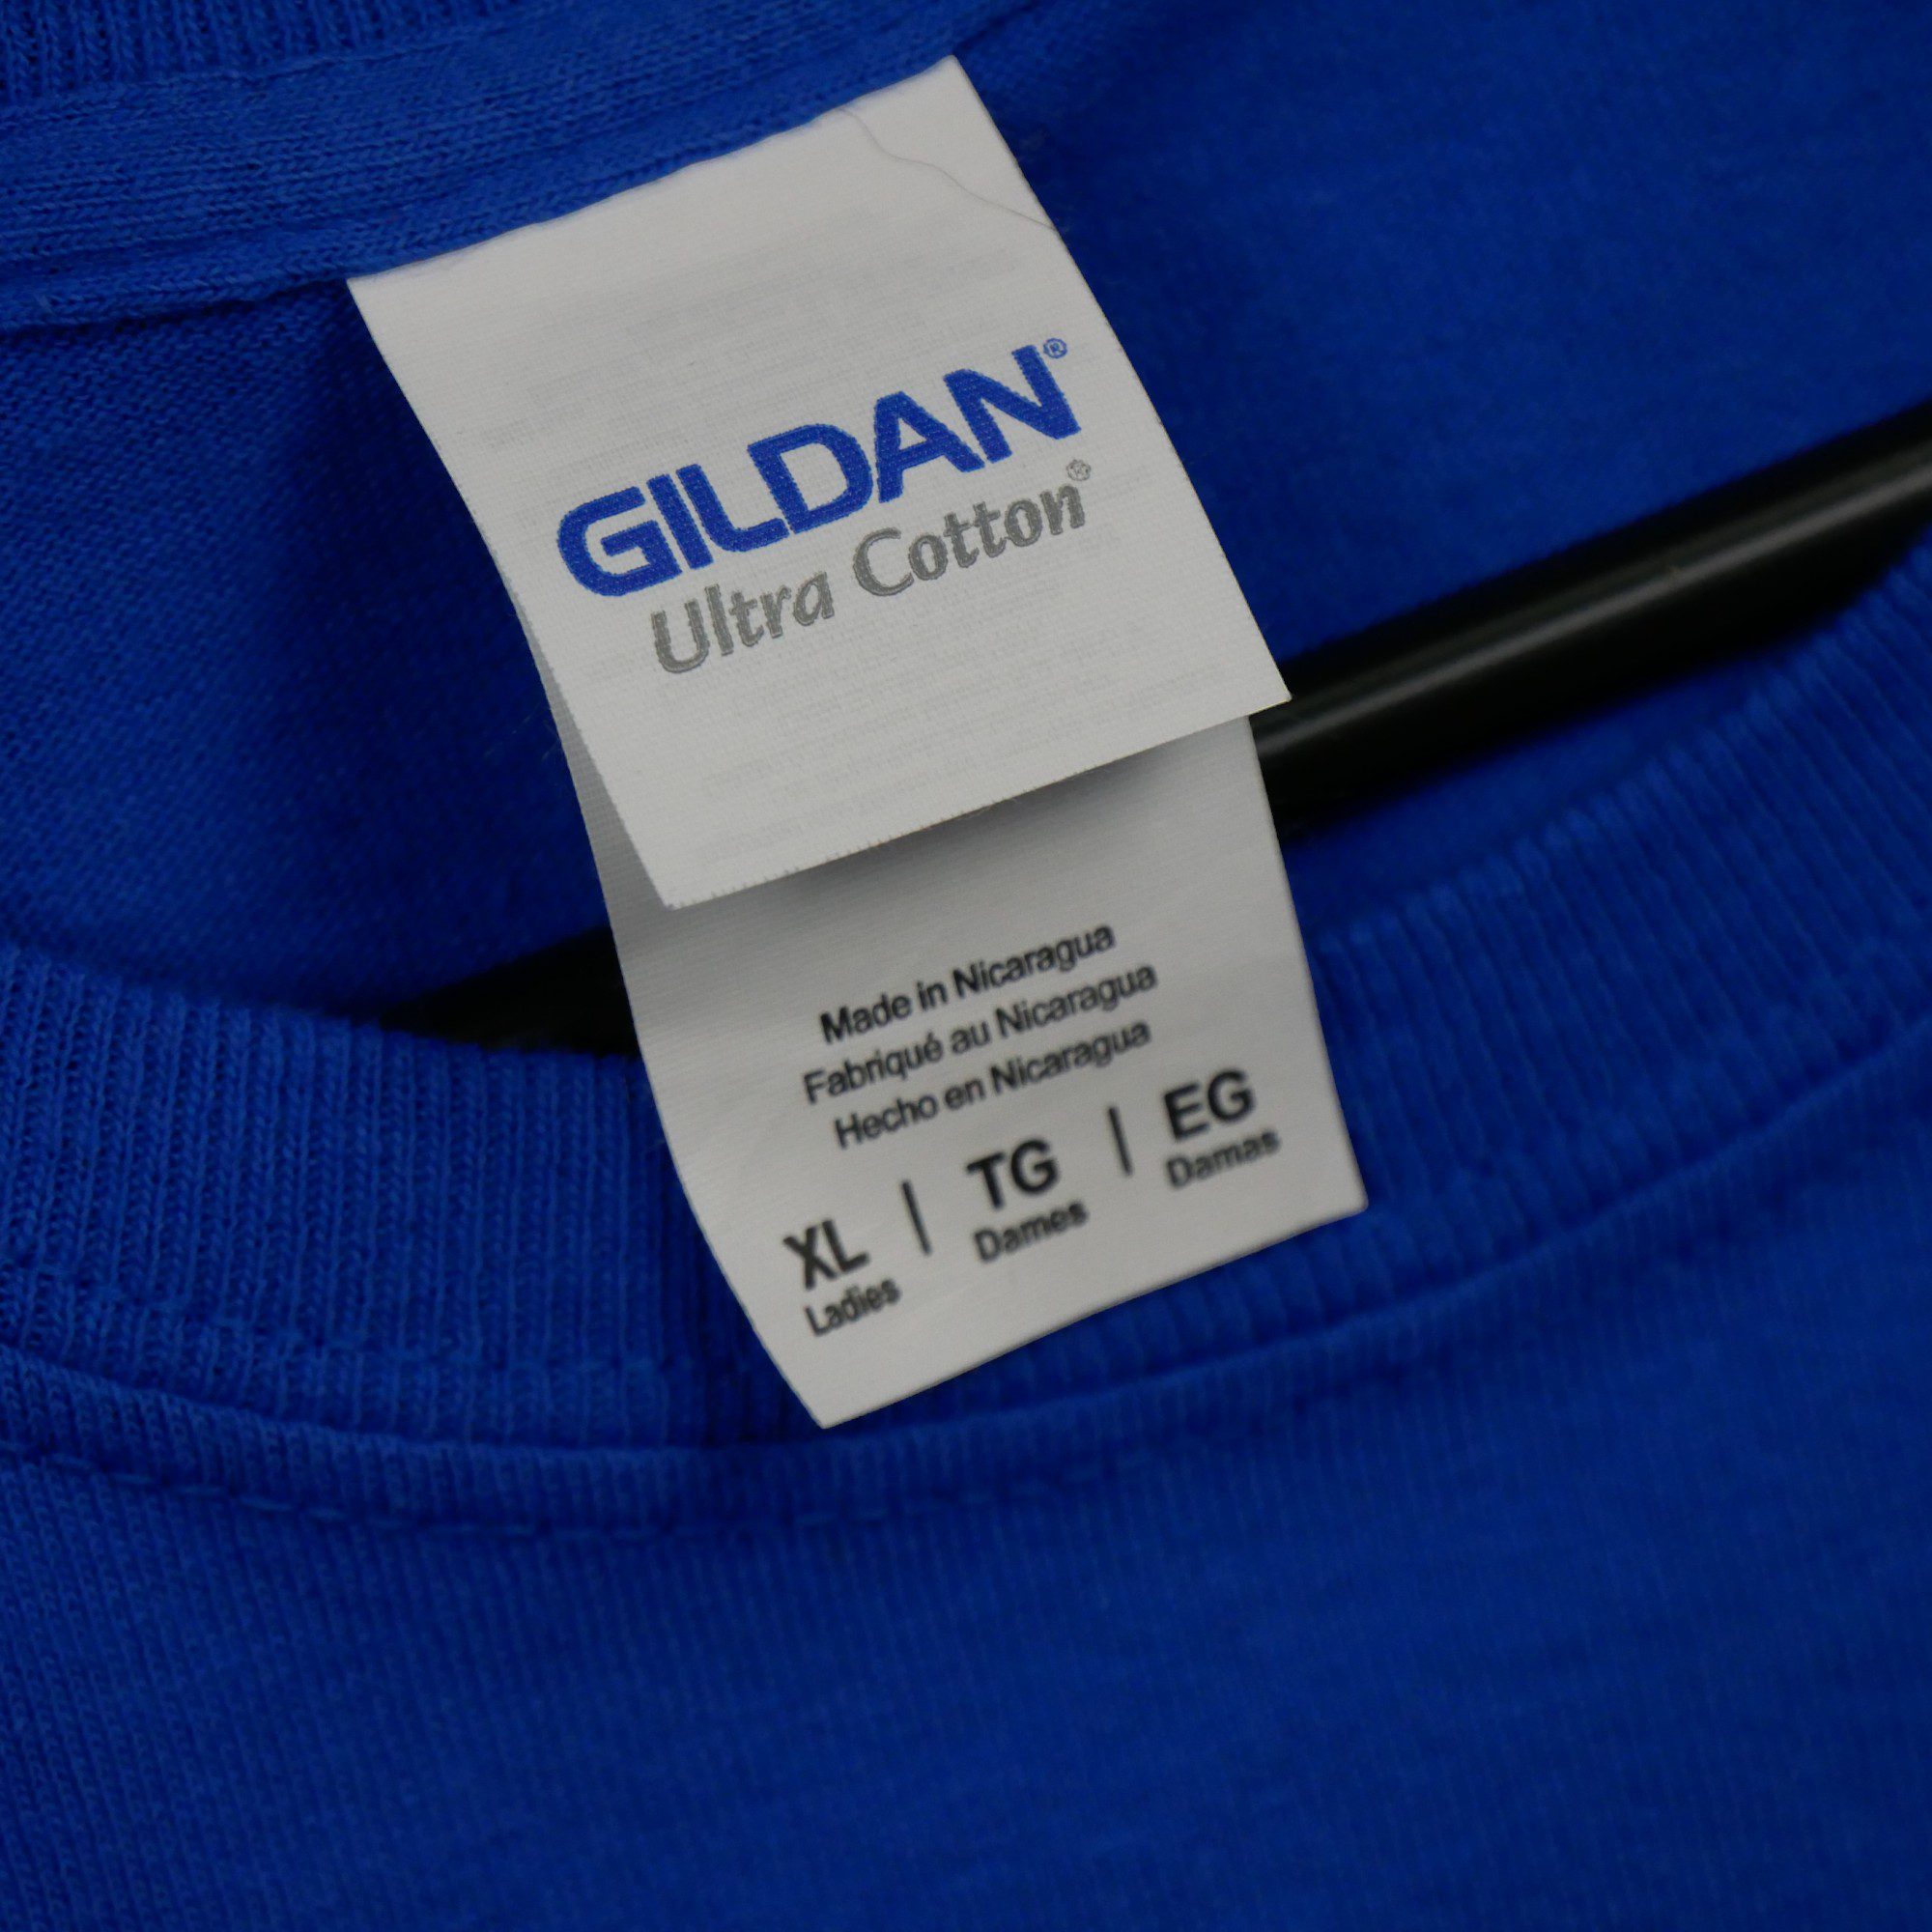 GILDAN®
Ultra Cotton®
Made in Nicaragua
Fabriqué au Nicaragua
Hecho en Nicaragua
XL | TG | EG
Ladies Dames Damas